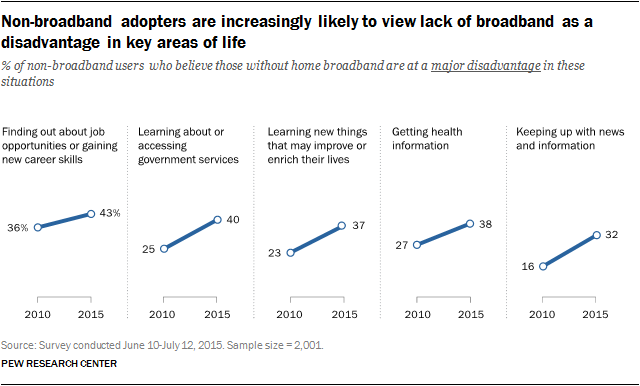 Non-broadband adopters are increasingly likely to view lack of broadband as a
disadvantage in key areas of life
% of non-broadband users who believe those without home broadband are at a major disadvantage in these
situations
Finding out about job
opportunities or gaining
new career skills
36%
43%
2010 2015
Learning about or
accessing
government services
25
40
2010 2015
Learning new things
that may improve or
enrich their lives
23
37
2010 2015
Getting health
information
27
38
2010 2015
Keeping up with news
and information
16
32
2010 2015
Source: Survey conducted June 10-July 12, 2015. Sample size = 2,001.
PEW RESEARCH CENTER